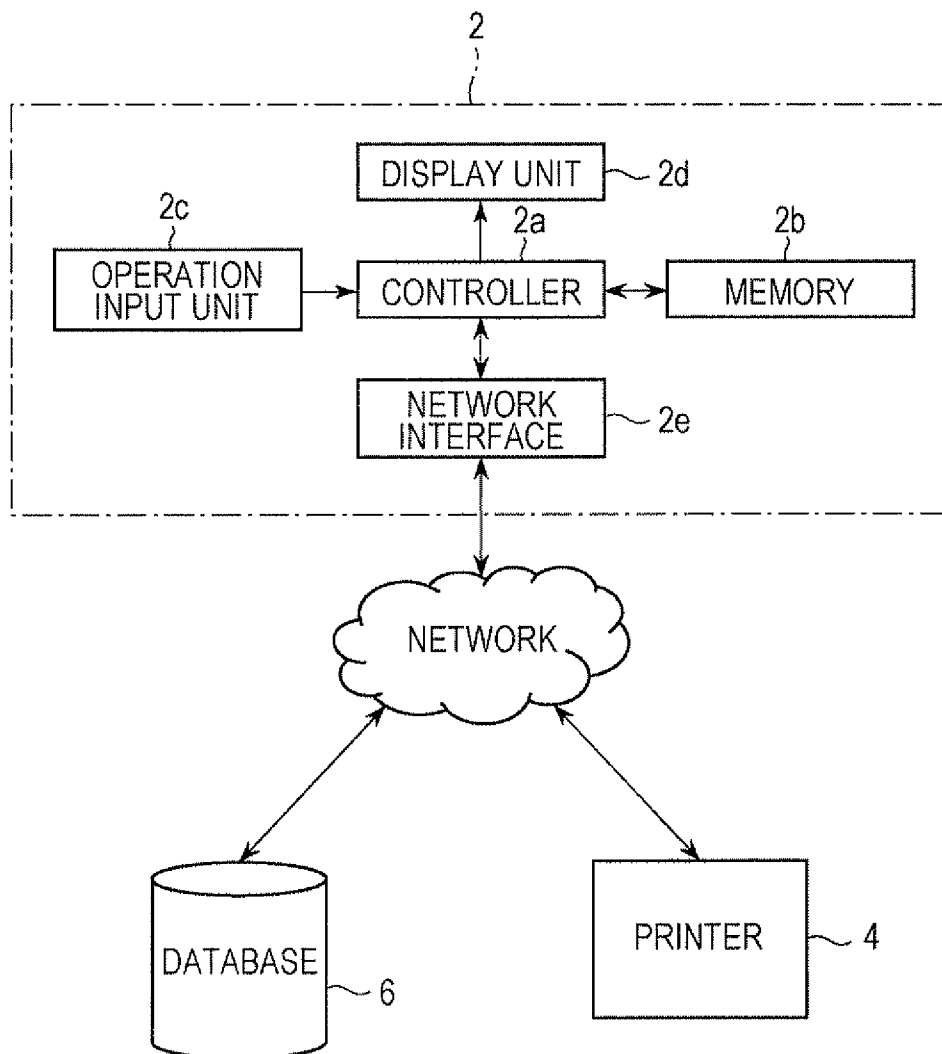 2
DISPLAY UNIT
2d
2c
2a
2b
OPERATION
INPUT UNIT
CONTROLLER
MEMORY
NETWORK
INTERFACE
2e
NETWORK
DATABASE
6
PRINTER
4